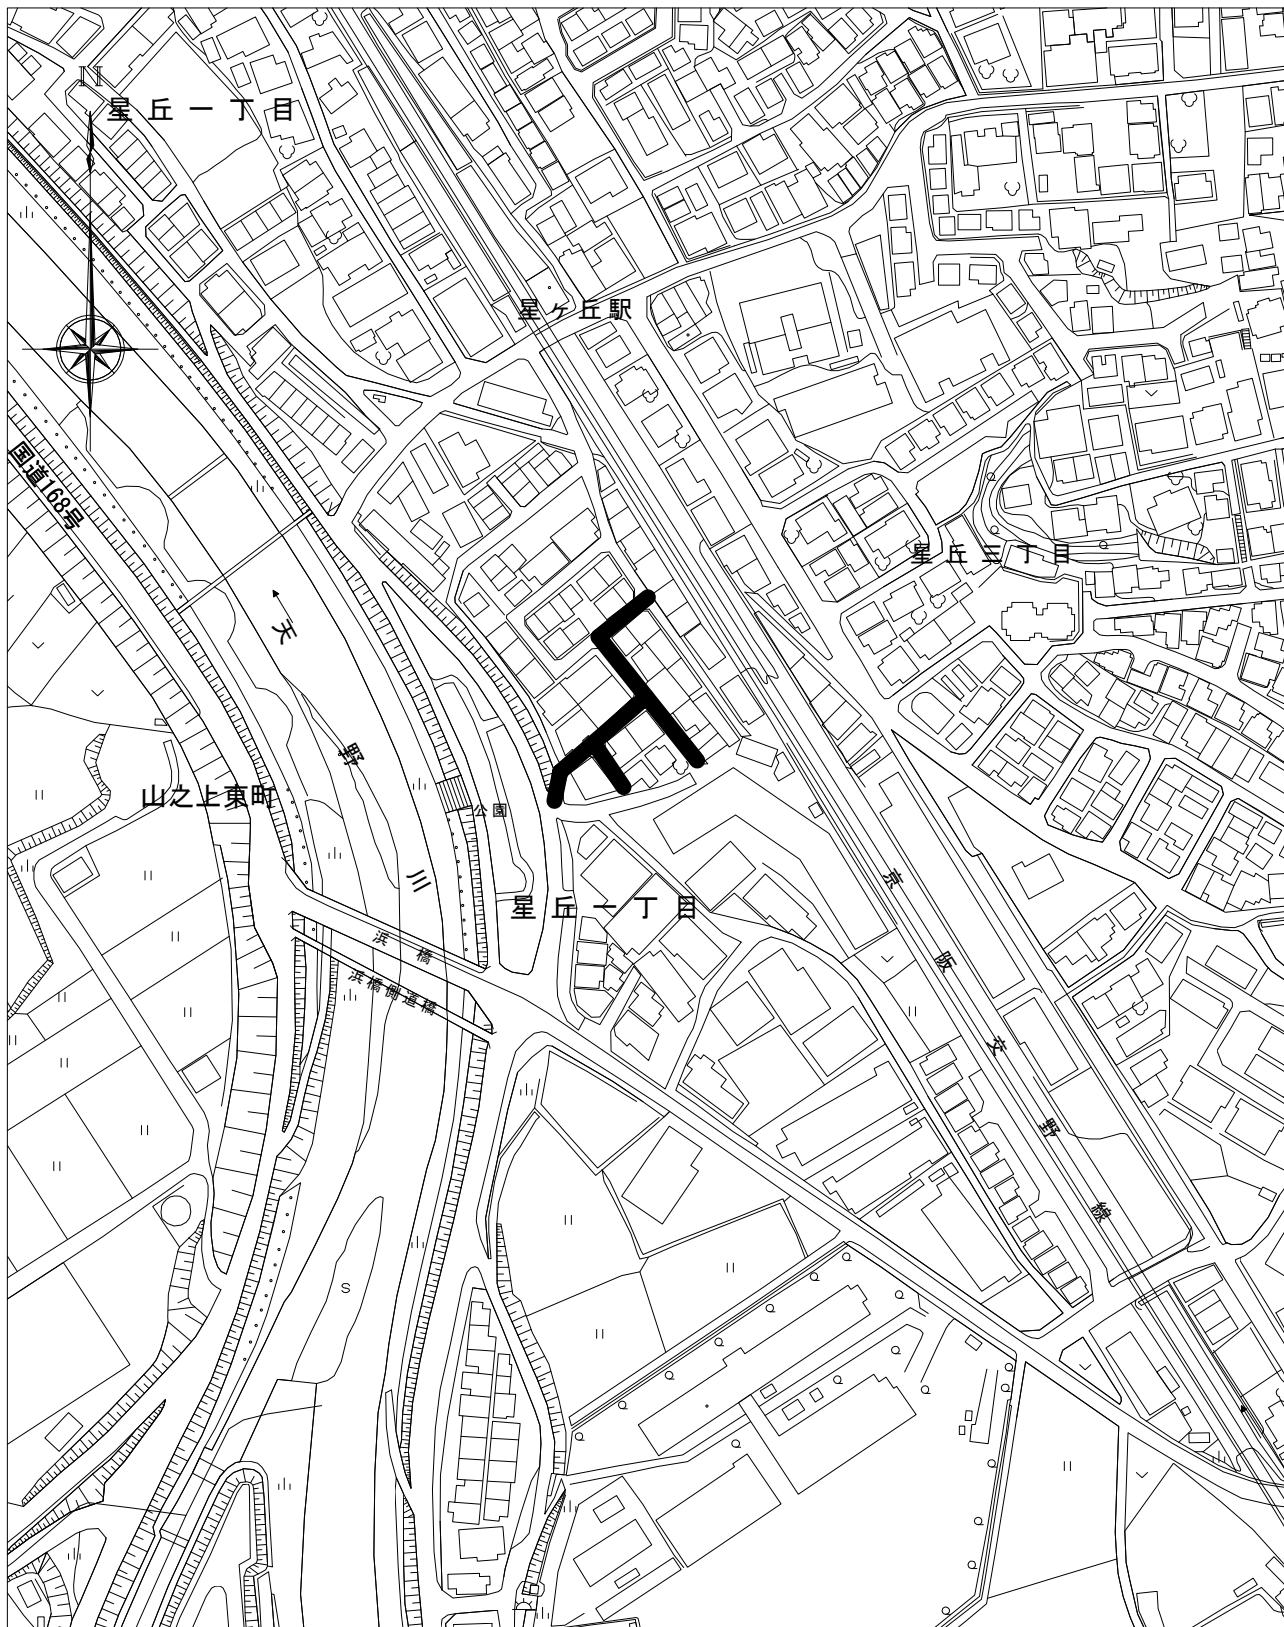 星丘一丁目
星ヶ丘駅
国道168号
星丘三丁目
天野川
山之上東町
公園
星丘一丁目
浜橋
浜橋側道橋
京阪交野線
S